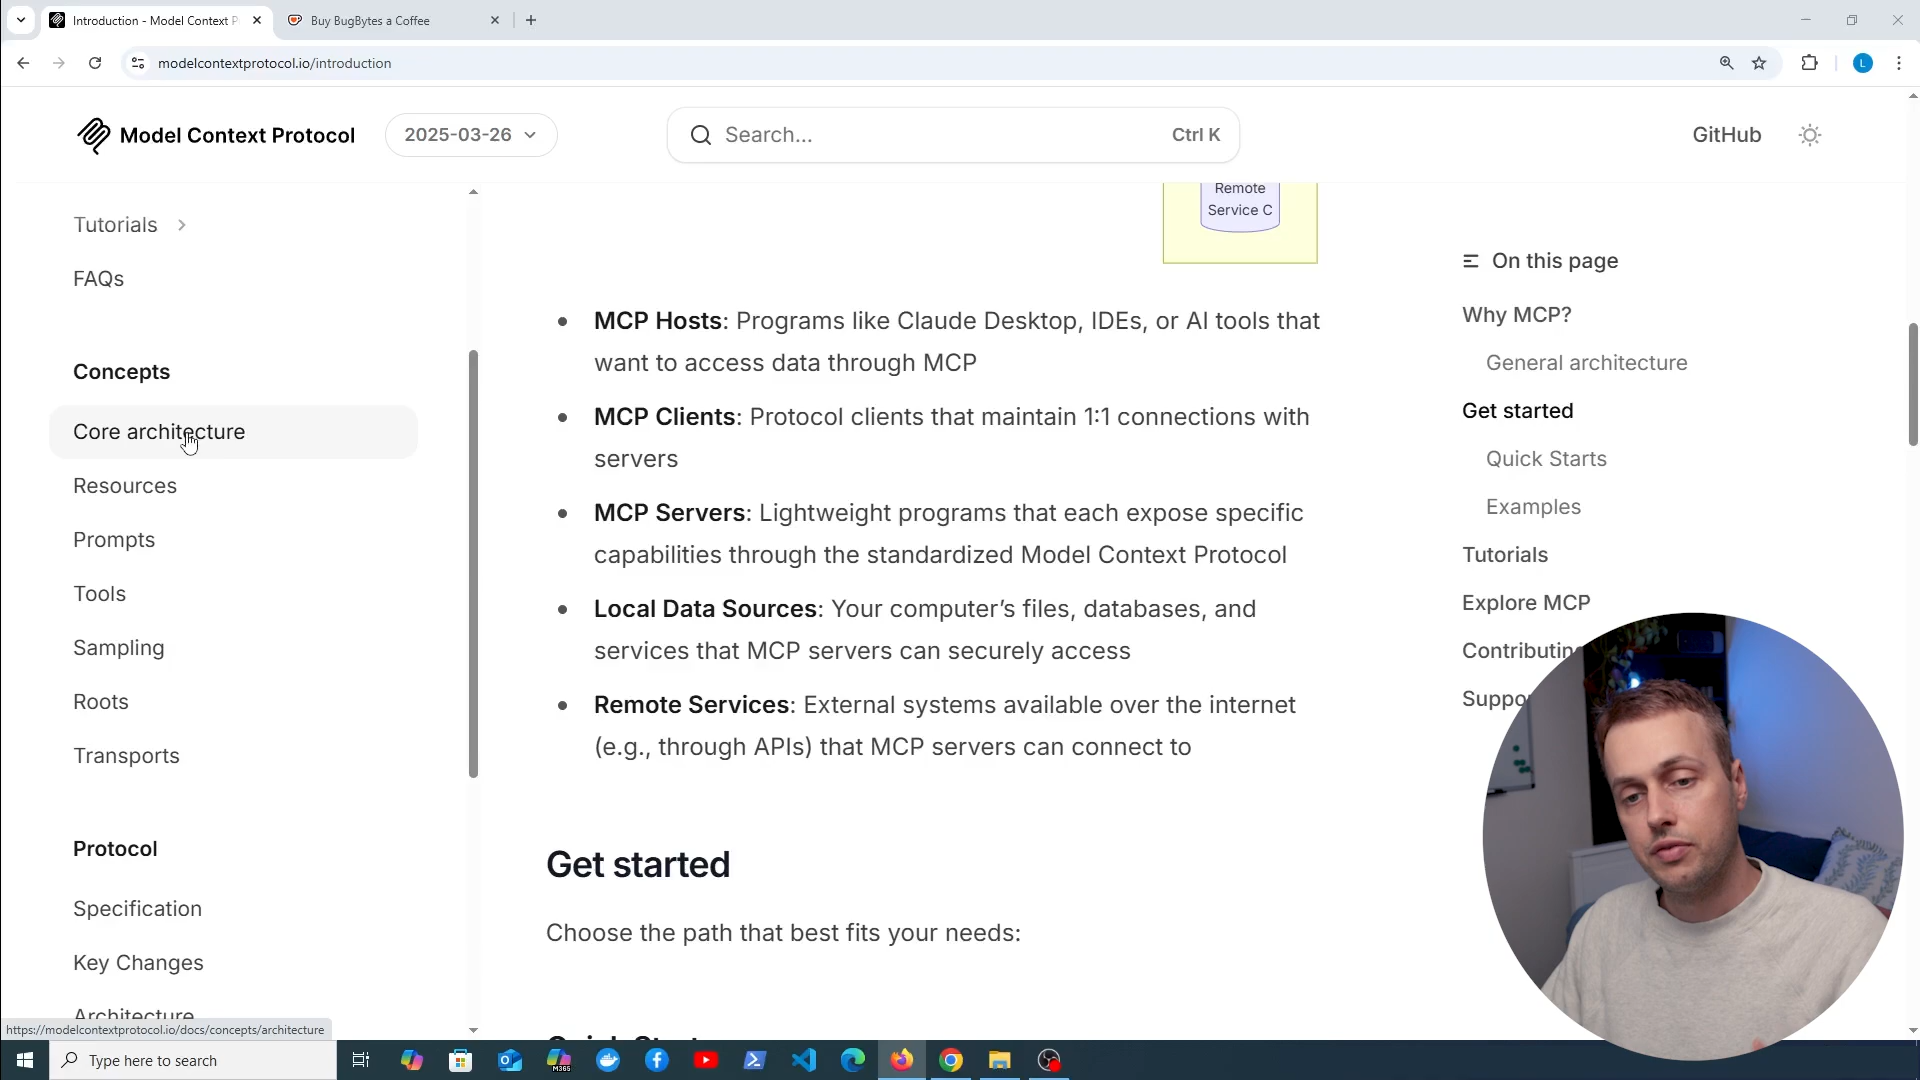 Introduction - Model Context P
Buy BugBytes a Coffee
modelcontextprotocol.io/introduction
L
Model Context Protocol
2025-03-26
Search...
Ctrl K
GitHub
Tutorials
FAQs
Concepts
Core architecture
Resources
Prompts
Tools
Sampling
Roots
Transports
Protocol
Specification
Key Changes
Architecture
https://modelcontextprotocol.io/docs/concepts/architecture
Remote
Service C
MCP Hosts: Programs like Claude Desktop, IDEs, or AI tools that
want to access data through MCP
MCP Clients: Protocol clients that maintain 1:1 connections with
servers
MCP Servers: Lightweight programs that each expose specific
capabilities through the standardized Model Context Protocol
Local Data Sources: Your computer’s files, databases, and
services that MCP servers can securely access
Remote Services: External systems available over the internet
(e.g., through APIs) that MCP servers can connect to
Get started
Choose the path that best fits your needs:
Quick Start
On this page
Why MCP?
General architecture
Get started
Quick Starts
Examples
Tutorials
Explore MCP
Contributing
Suppo
Type here to search
M365